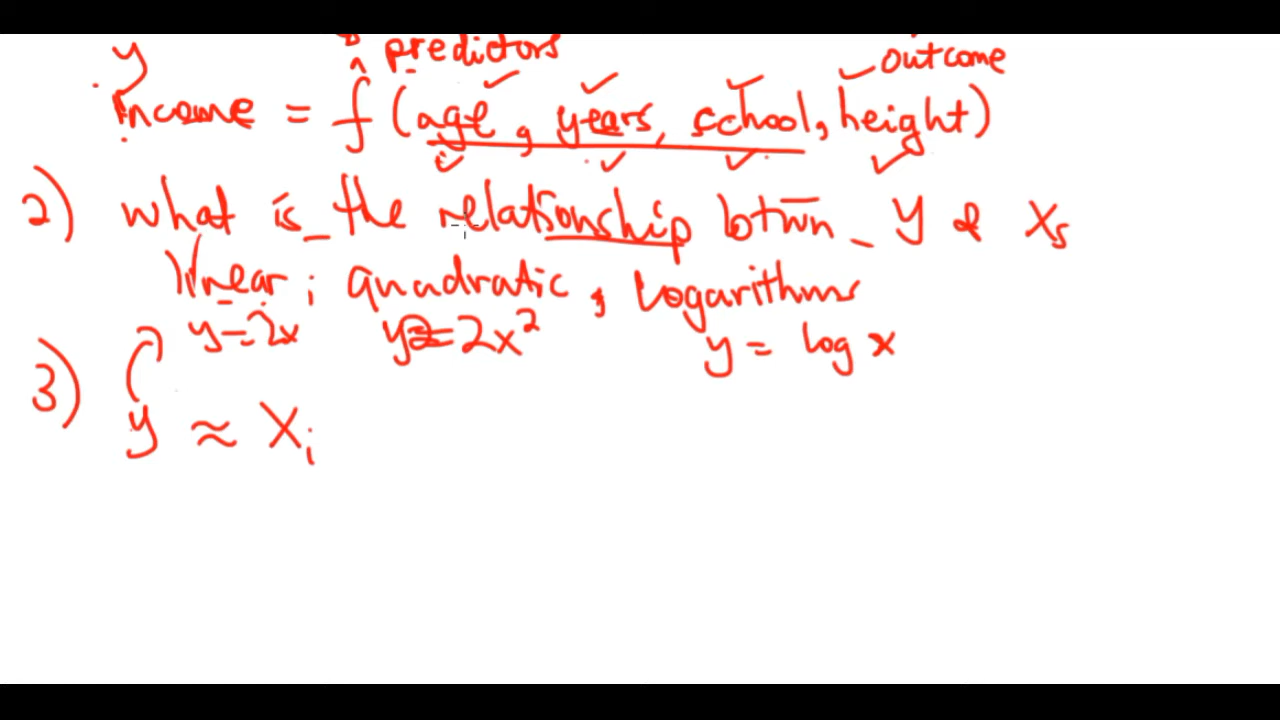 predictors outcome
y
income = f (age, years, school, height)
2) what is the relationship btwn y & Xs
linear; quadratic, logarithms
y = 2x y = 2x² y = log x
3) y ≈ Xi